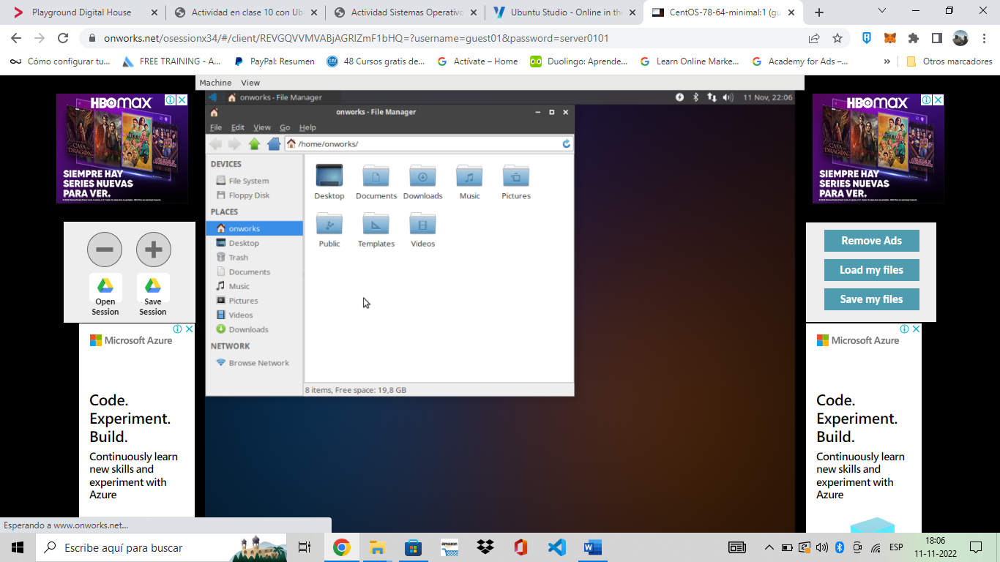 Playground Digital House
Actividad en clase 10 con Ub
Actividad Sistemas Operativo
Ubuntu Studio - Online in the
CentOS-78-64-minimal:1 (gu
onworks.net/osessionx34/#/client/REVGQVVMVABjAGRlZmF1bHQ=?username=guest01&password=server0101
Cómo configurar tu...
FREE TRAINING - A...
PayPal: Resumen
48 Cursos gratis de...
Actívate – Home
Duolingo: Aprende...
Learn Online Marke...
Academy for Ads –...
»
Otros marcadores
Machine View
onworks - File Manager
11 Nov, 22:06
onworks - File Manager
File Edit View Go Help
/home/onworks/
DEVICES
File System
Floppy Disk
PLACES
onworks
Desktop
Trash
Documents
Music
Pictures
Videos
Downloads
NETWORK
Browse Network
Desktop Documents Downloads Music Pictures
Public Templates Videos
8 items, Free space: 19,8 GB
HBOMAX
CASA
DRAGÓN
SIEMPRE HAY
SERIES NUEVAS
PARA VER.
Open
Session
Save
Session
Microsoft Azure
Code.
Experiment.
Build.
Continuously learn
new skills and
experiment with
Azure
HBOMAX
CASA
DRAGÓN
SIEMPRE HAY
SERIES NUEVAS
PARA VER.
Remove Ads
Load my files
Save my files
Microsoft Azure
Code.
Experiment.
Build.
Continuously learn
new skills and
experiment with
Azure
Esperando a www.onworks.net...
Escribe aquí para buscar
amazon
ESP
18:06
11-11-2022